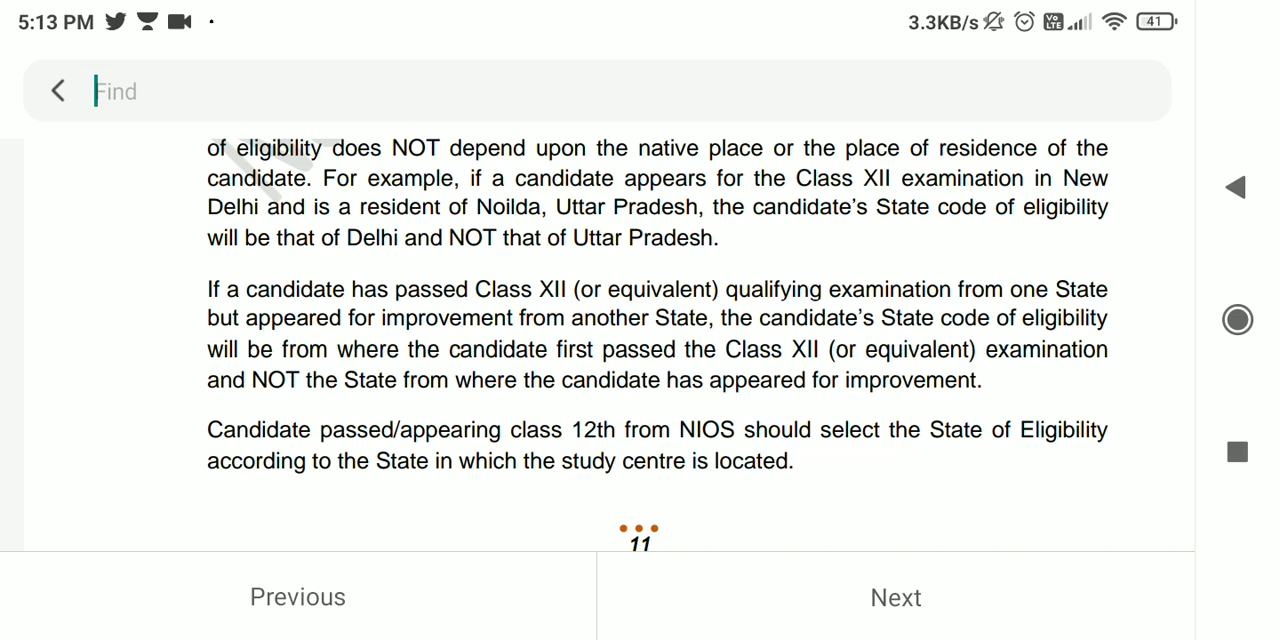 5:13 PM 3.3KB/s Vo LTE 41
Find
of eligibility does NOT depend upon the native place or the place of residence of the
candidate. For example, if a candidate appears for the Class XII examination in New
Delhi and is a resident of Noilda, Uttar Pradesh, the candidate's State code of eligibility
will be that of Delhi and NOT that of Uttar Pradesh.
If a candidate has passed Class XII (or equivalent) qualifying examination from one State
but appeared for improvement from another State, the candidate's State code of eligibility
will be from where the candidate first passed the Class XII (or equivalent) examination
and NOT the State from where the candidate has appeared for improvement.
Candidate passed/appearing class 12th from NIOS should select the State of Eligibility
according to the State in which the study centre is located.
11
Previous Next